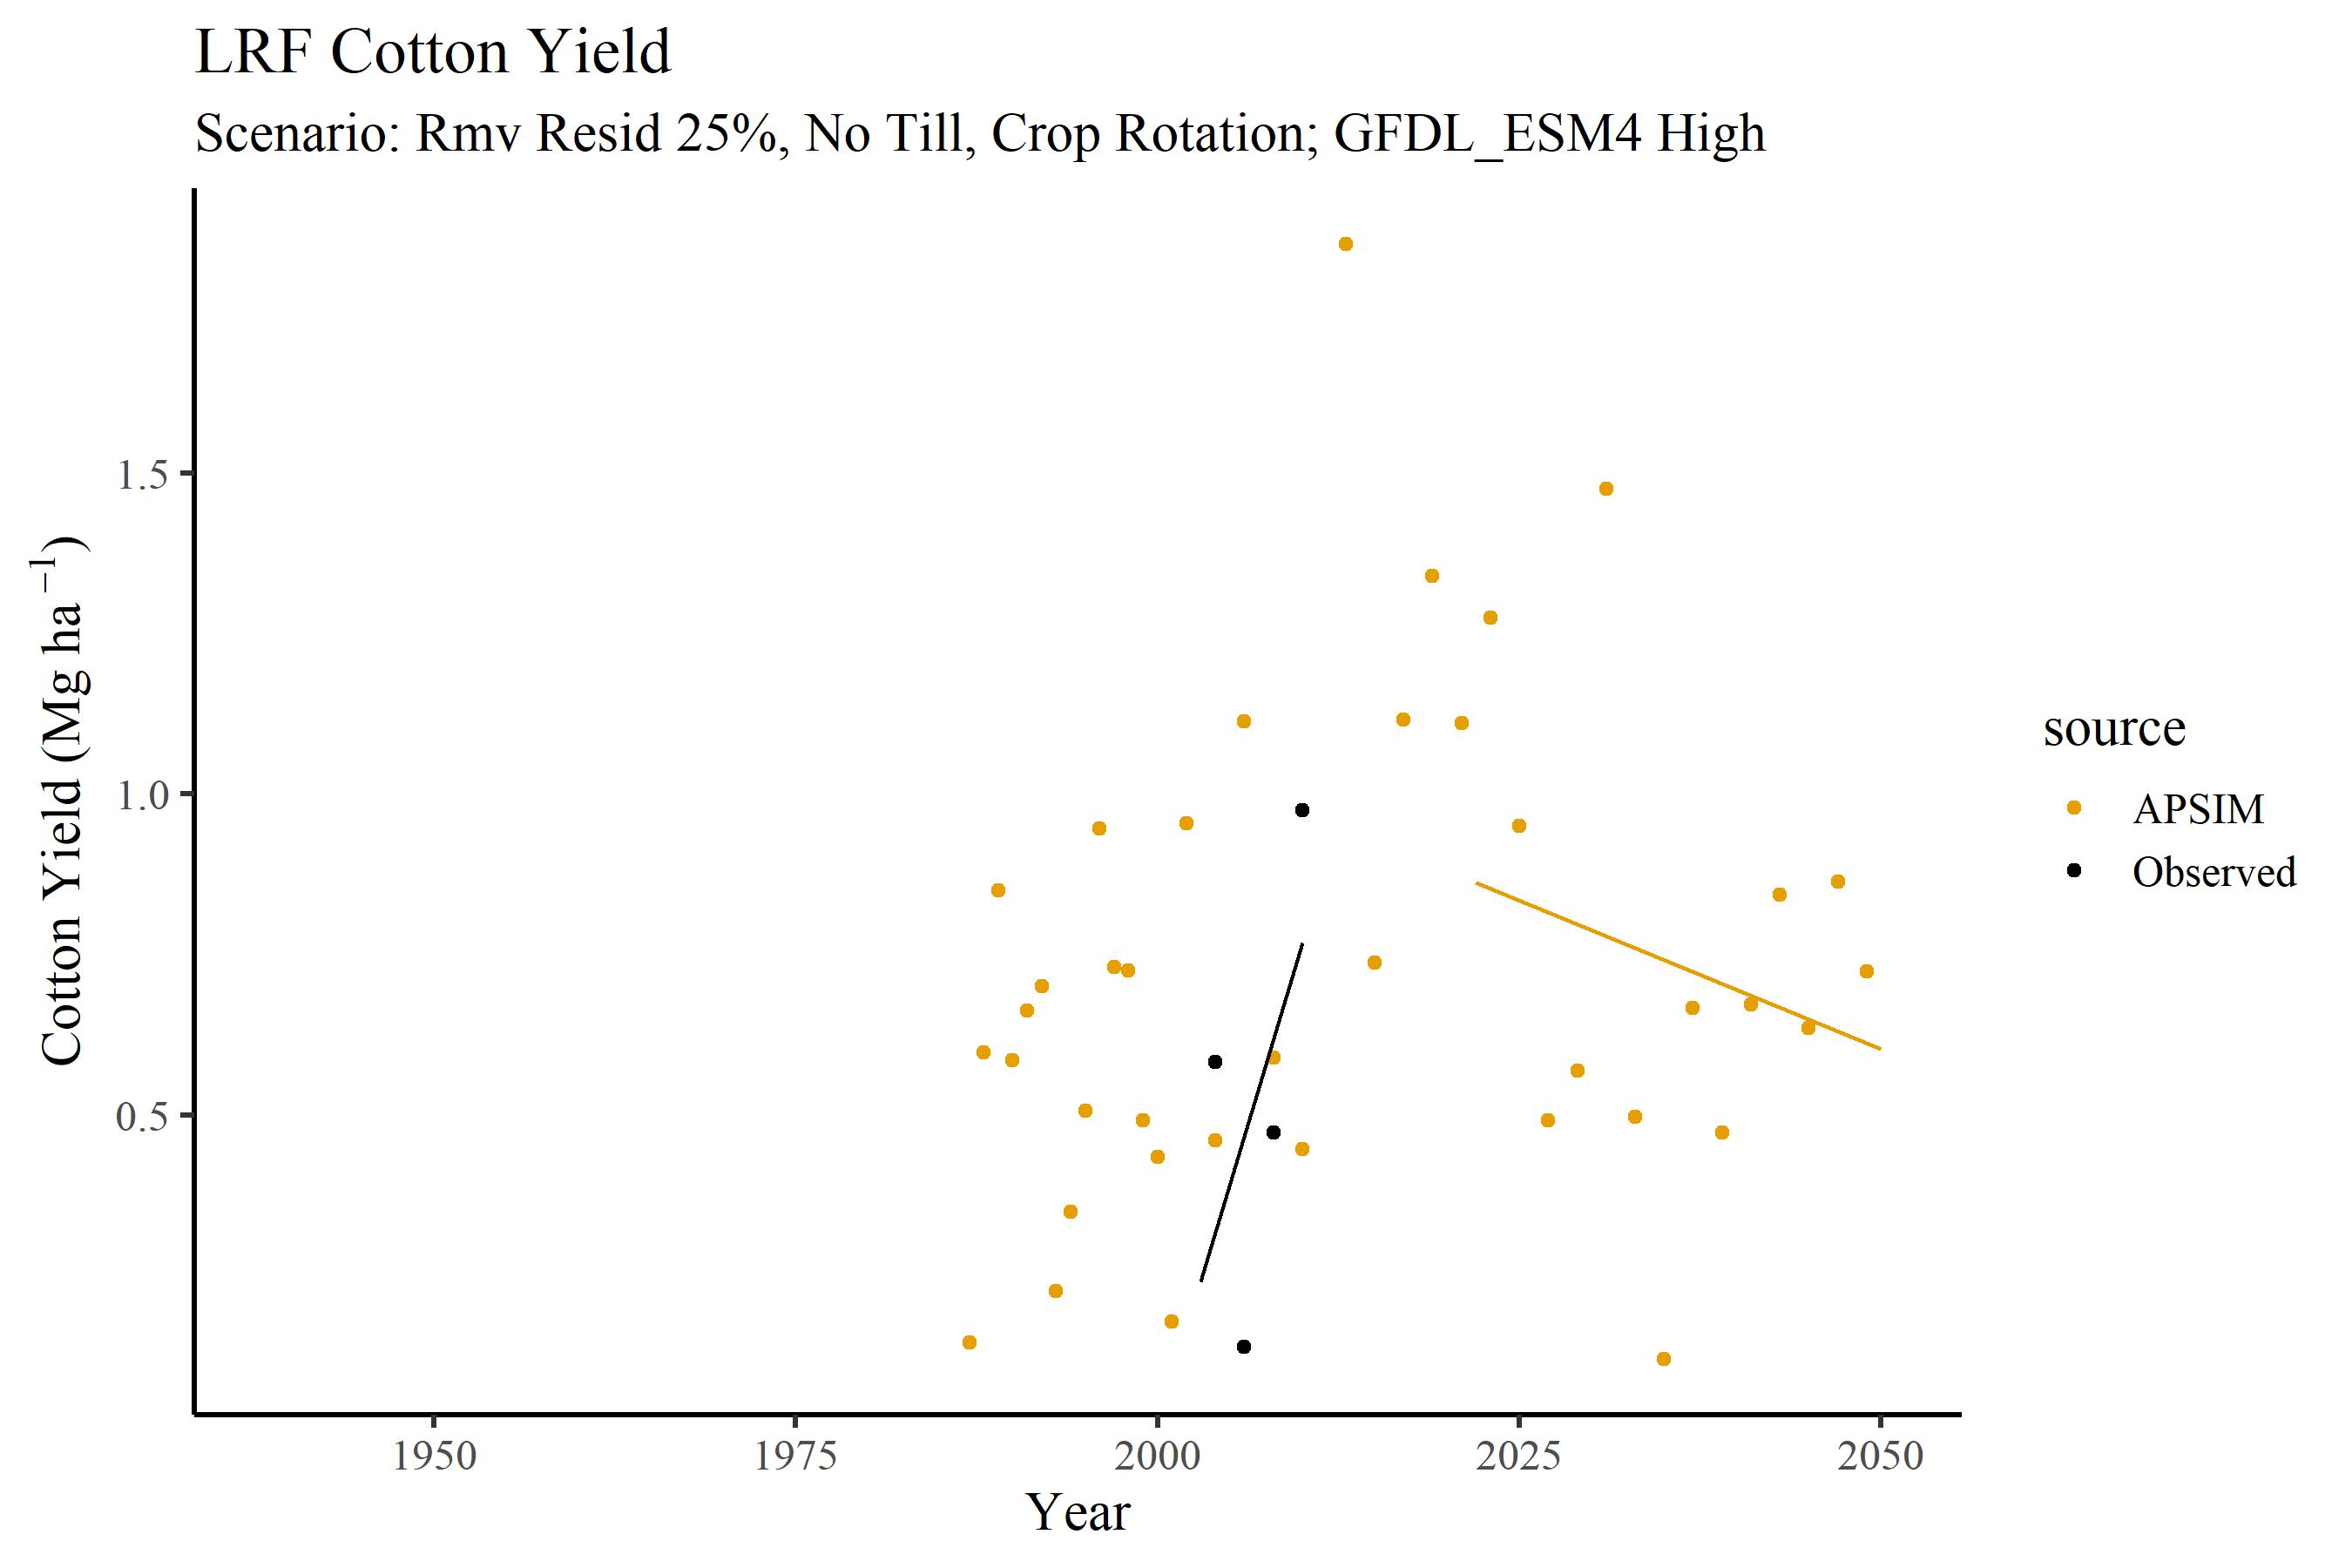 LRF Cotton Yield
Scenario: Rmv Resid 25%, No Till, Crop Rotation; GFDL_ESM4 High
Cotton Yield (Mg ha⁻¹)
1.5
1.0
0.5
1950 1975 2000 2025 2050
Year
source
APSIM
Observed